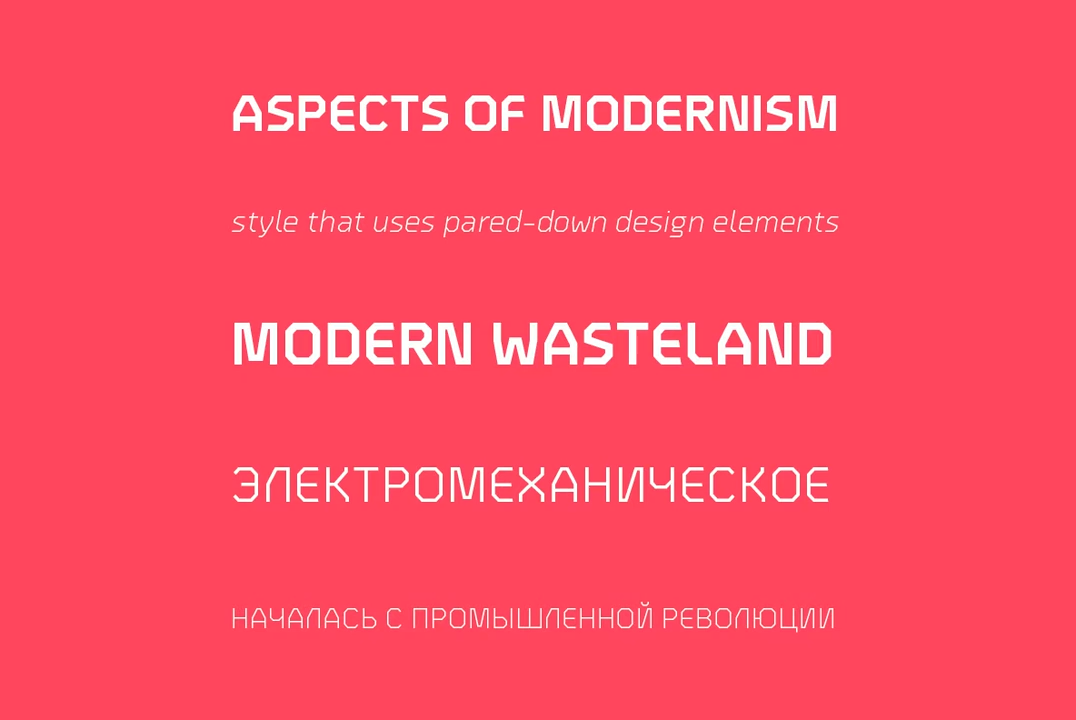 ASPECTS OF MODERNISM
style that uses pared-down design elements
MODERN WASTELAND
ЭЛЕКТРОМЕХАНИЧЕСКОЕ
НАЧАЛАСЬ С ПРОМЫШЛЕННОЙ РЕВОЛЮЦИИ